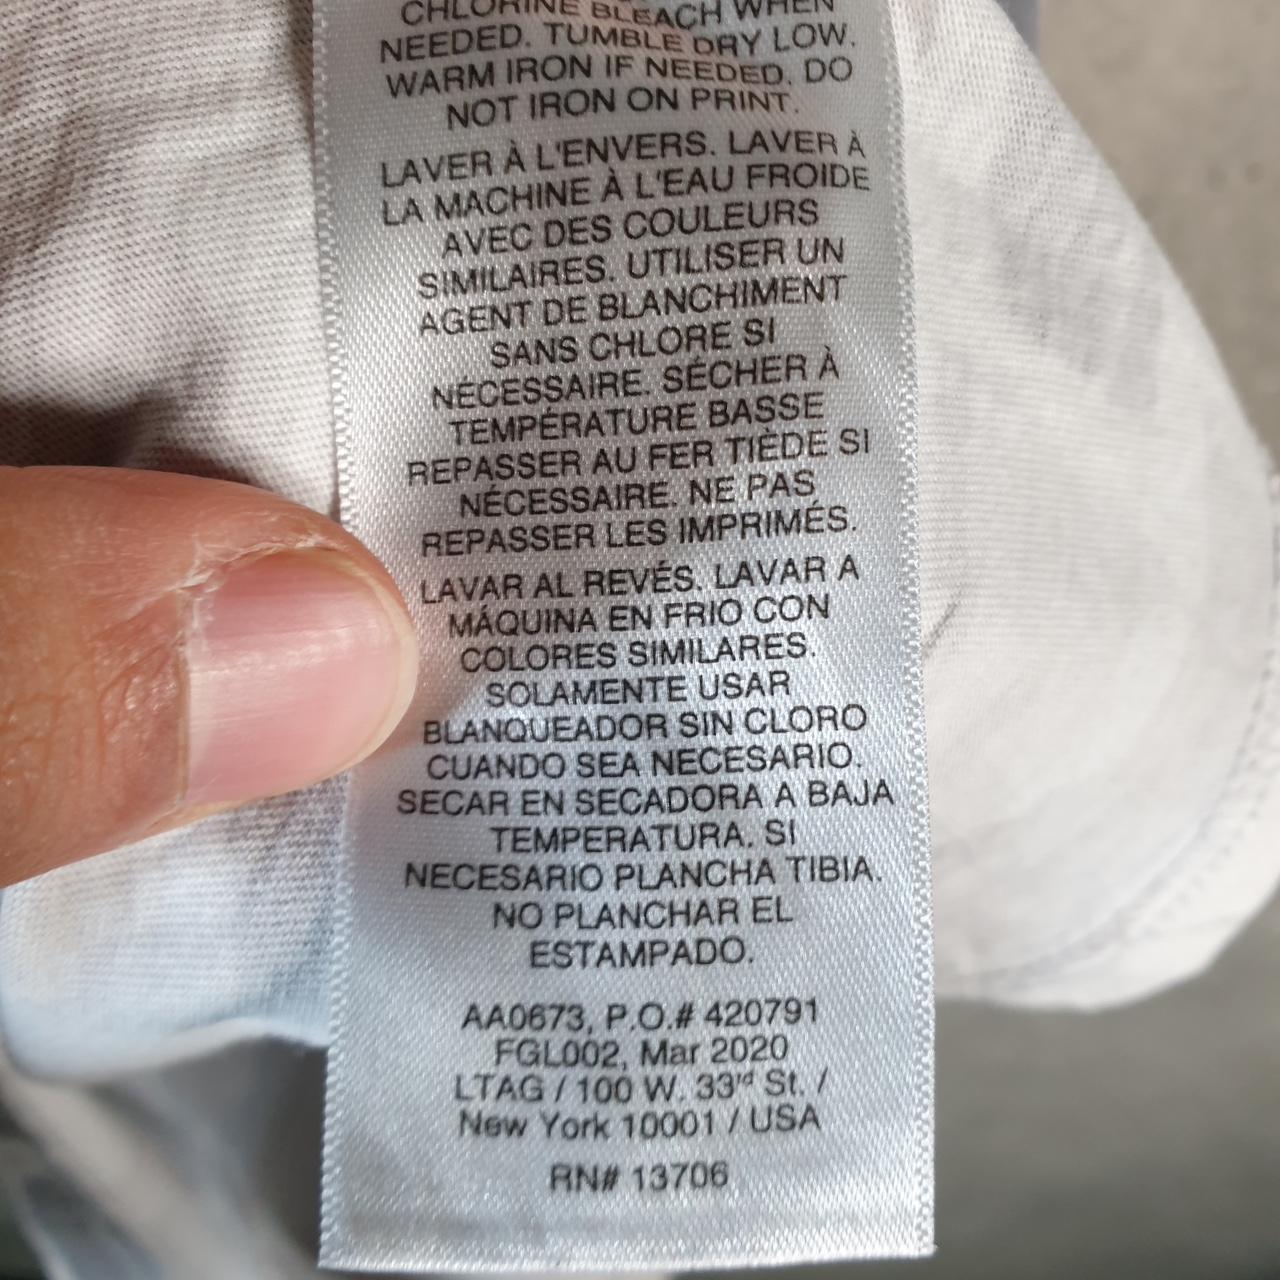 CHLORINE BLEACH WHEN
NEEDED. TUMBLE DRY LOW.
WARM IRON IF NEEDED. DO
NOT IRON ON PRINT.
LAVER À L'ENVERS. LAVER À
LA MACHINE À L'EAU FROIDE
AVEC DES COULEURS
SIMILAIRES. UTILISER UN
AGENT DE BLANCHIMENT
SANS CHLORE SI
NÉCESSAIRE. SÉCHER À
TEMPÉRATURE BASSE
REPASSER AU FER TIÈDE SI
NÉCESSAIRE. NE PAS
REPASSER LES IMPRIMÉS.
LAVAR AL REVÉS. LAVAR A
MÁQUINA EN FRIO CON
COLORES SIMILARES.
SOLAMENTE USAR
BLANQUEADOR SIN CLORO
CUANDO SEA NECESARIO.
SECAR EN SECADORA A BAJA
TEMPERATURA. SI
NECESARIO PLANCHA TIBIA.
NO PLANCHAR EL
ESTAMPADO.
AA0673, P.O.# 420791
FGL002, Mar 2020
LTAG / 100 W. 33rd St. /
New York 10001 / USA
RN# 13706